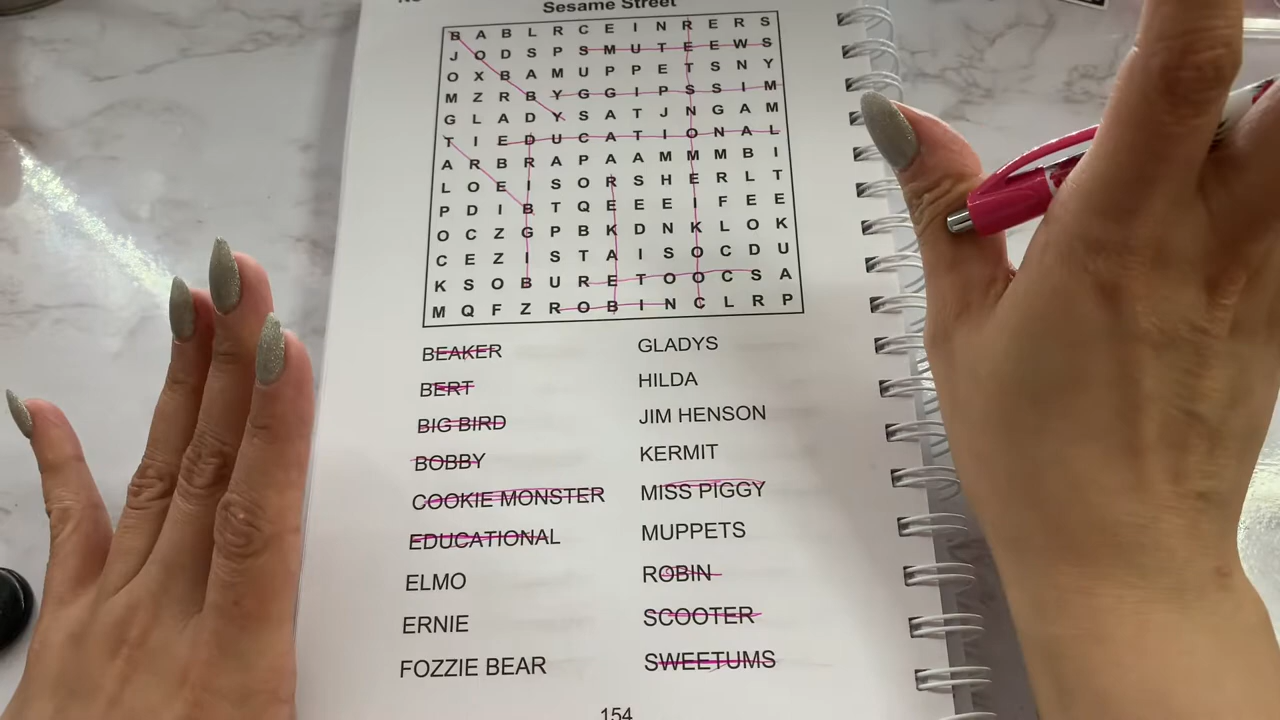 Sesame Street
B A B L R C E I N R E R S
J O D S P S M U T E E W S
O X B A M U P P E T S N Y
M Z R B Y G G I P S S I M
G L A D Y S A T J N G A M
T I E D U C A T I O N A L
A R B R A P A A M M M B I
L O E I S O R S H E R L T
P D I B T Q E E E I F E E
O C Z G P B K D N K L O K
C E Z I S T A I S O C D U
K S O B U R E T O O C S A
M Q F Z R O B I N C L R P
BEAKER GLADYS
BERT HILDA
BIG BIRD JIM HENSON
BOBBY KERMIT
COOKIE MONSTER MISS PIGGY
EDUCATIONAL MUPPETS
ELMO ROBIN
ERNIE SCOOTER
FOZZIE BEAR SWEETUMS
154